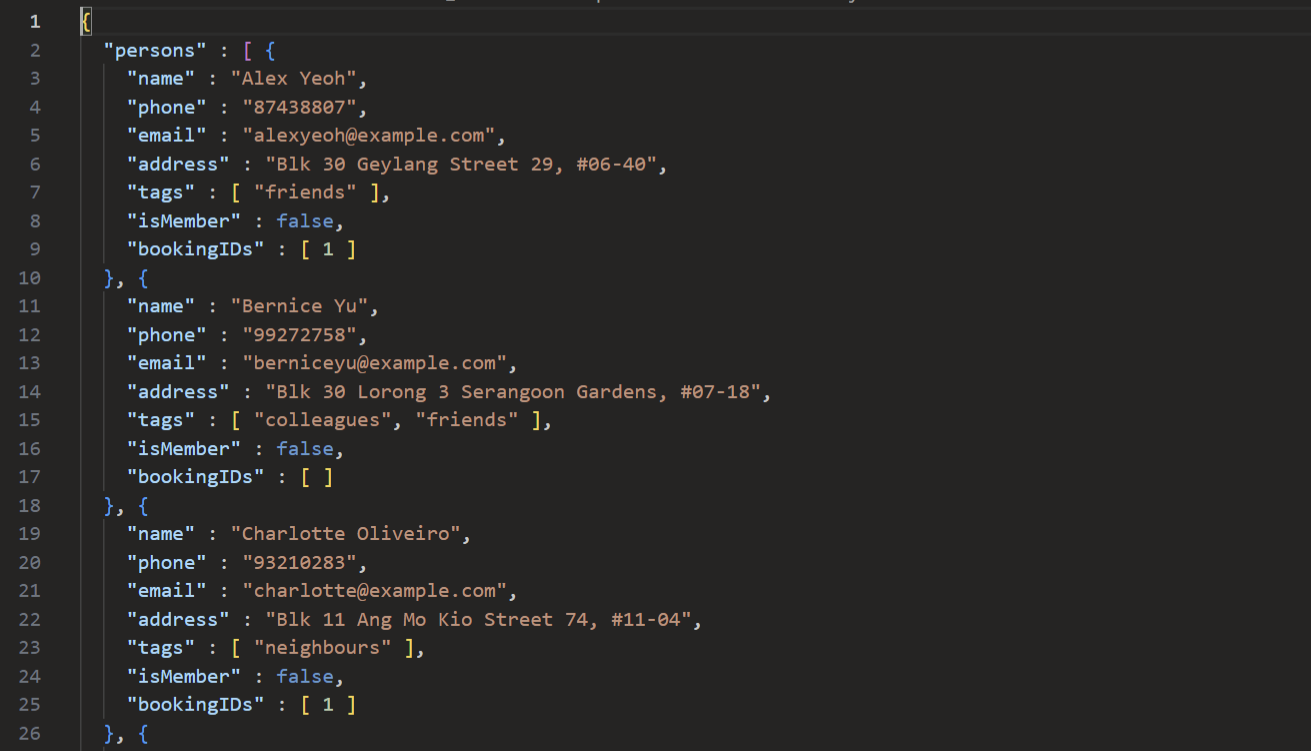 1 {
2 "persons" : [ {
3 "name" : "Alex Yeoh",
4 "phone" : "87438807",
5 "email" : "alexyeoh@example.com",
6 "address" : "Blk 30 Geylang Street 29, #06-40",
7 "tags" : [ "friends" ],
8 "isMember" : false,
9 "bookingIDs" : [ 1 ]
10 }, {
11 "name" : "Bernice Yu",
12 "phone" : "99272758",
13 "email" : "berniceyu@example.com",
14 "address" : "Blk 30 Lorong 3 Serangoon Gardens, #07-18",
15 "tags" : [ "colleagues", "friends" ],
16 "isMember" : false,
17 "bookingIDs" : [ ]
18 }, {
19 "name" : "Charlotte Oliveiro",
20 "phone" : "93210283",
21 "email" : "charlotte@example.com",
22 "address" : "Blk 11 Ang Mo Kio Street 74, #11-04",
23 "tags" : [ "neighbours" ],
24 "isMember" : false,
25 "bookingIDs" : [ 1 ]
26 }, {